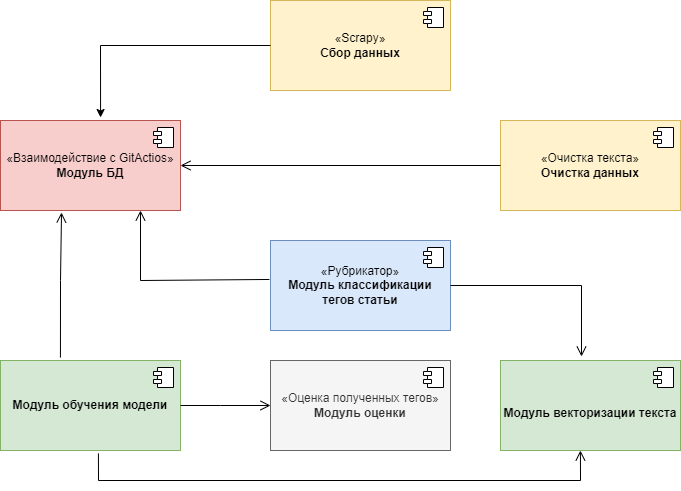 «Scrapy»
Сбор данных
«Взаимодействие с GitActios»
Модуль БД
«Очистка текста»
Очистка данных
«Рубрикатор»
Модуль классификации
тегов статьи
Модуль обучения модели
«Оценка полученных тегов»
Модуль оценки
Модуль векторизации текста